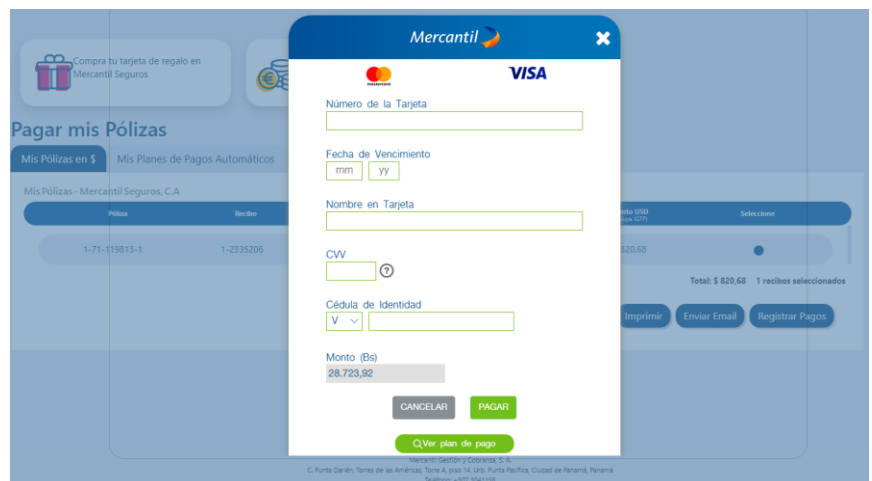 Compra tu tarjeta de regalo en
Mercantil Seguros
Pagar mis Pólizas
Mis Pólizas en $
Mis Planes de Pagos Automáticos
Mis Pólizas - Mercantil Seguros, C.A
Póliza Recibo USD Seleccione
1-71-119813-1 1-2335206 820.68
Total: $ 820,68 1 recibos seleccionados
Imprimir Enviar Email Registrar Pagos
Mercantil
mastercard VISA
Número de la Tarjeta
Fecha de Vencimiento
mm yy
Nombre en Tarjeta
CVV
?
Cédula de Identidad
V
Monto (Bs)
28.723,92
CANCELAR PAGAR
Ver plan de pago
Mercantil Gestión y Cobranza, S. A.
C. Punta Darién, Torres de las Américas, Torre A, piso 14, Urb. Punta Pacífica, Ciudad de Panamá, Panamá